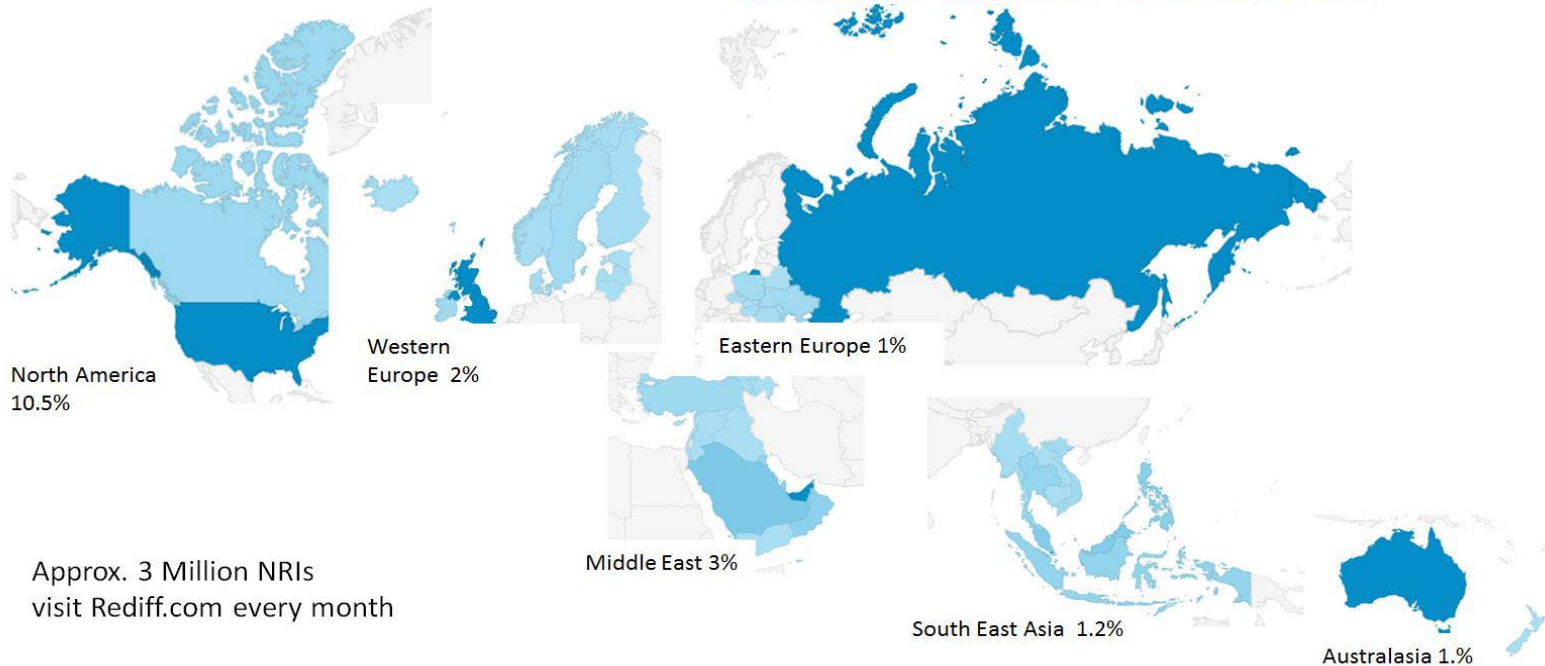 North America
10.5%
Western
Europe 2%
Eastern Europe 1%
Middle East 3%
South East Asia 1.2%
Australasia 1.%
Approx. 3 Million NRIs
visit Rediff.com every month